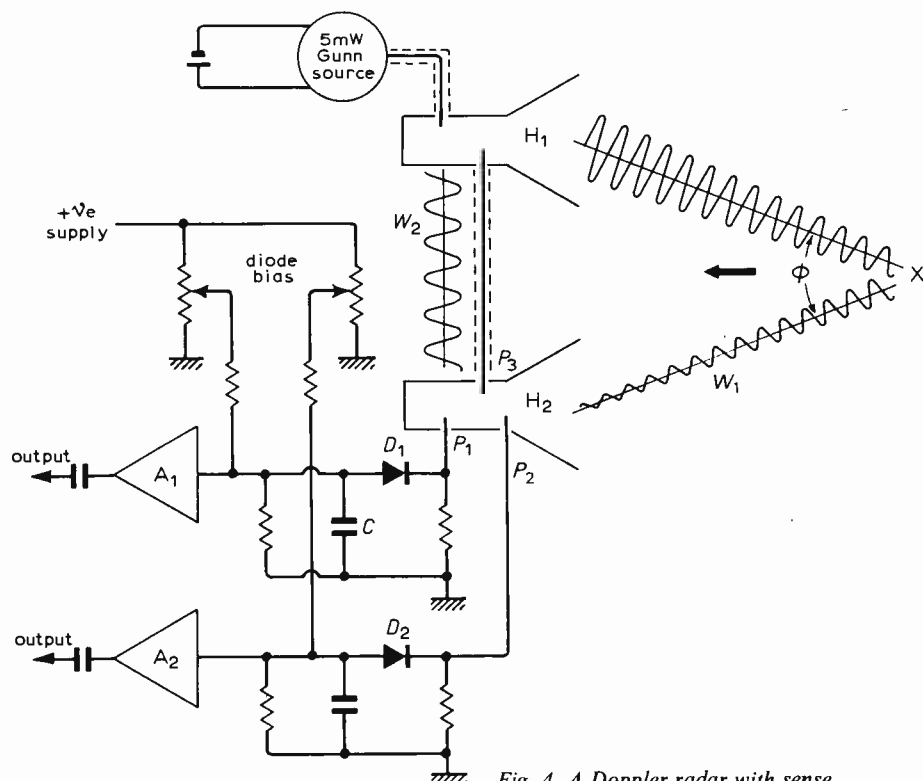 5mW
Gunn
source
H1
W2
+ve
supply
diode
bias
X
ϕ
P3
W1
H2
P1
P2
D1
output
A1
C
D2
output
A2
Fig. 4. A Doppler radar with sense